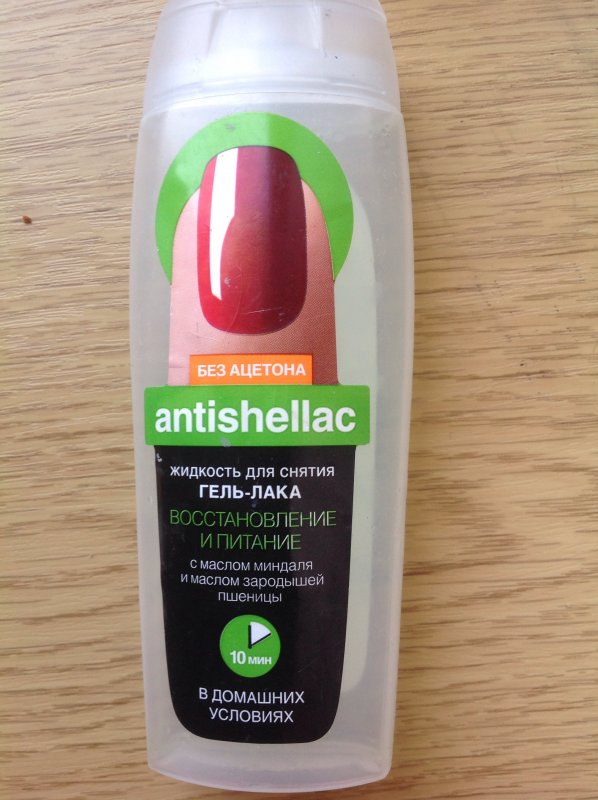 БЕЗ АЦЕТОНА
antishellac
ЖИДКОСТЬ ДЛЯ СНЯТИЯ
ГЕЛЬ-ЛАКА
ВОССТАНОВЛЕНИЕ
И ПИТАНИЕ
с маслом миндаля
и маслом зародышей
пшеницы
10 мин
В ДОМАШНИХ
УСЛОВИЯХ